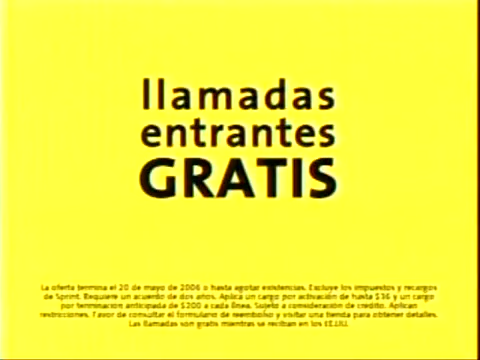 llamadas
entrantes
GRATIS
La oferta termina el 20 de mayo de 2006 o hasta agotar existencias. Excluye los impuestos y recargos
de Sprint. Requiere un acuerdo de dos años. Aplica un cargo por activación de hasta $36 y un cargo
por terminación anticipada de $200 a cada línea. Sujeto a consideración de crédito. Aplican
restricciones. Favor de consultar el formulario de reembolso y visitar una tienda para obtener detalles.
Las llamadas son gratis mientras se reciban en los EE.UU.